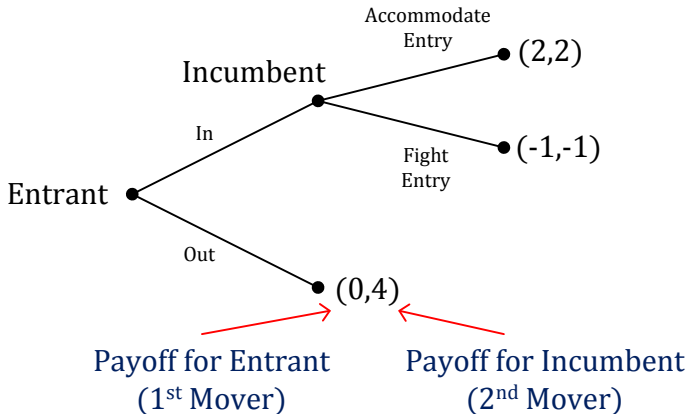 Accommodate
Entry
(2,2)
Incumbent
In
(-1,-1)
Fight
Entry
Entrant
Out
(0,4)
Payoff for Entrant
(1st Mover)
Payoff for Incumbent
(2nd Mover)